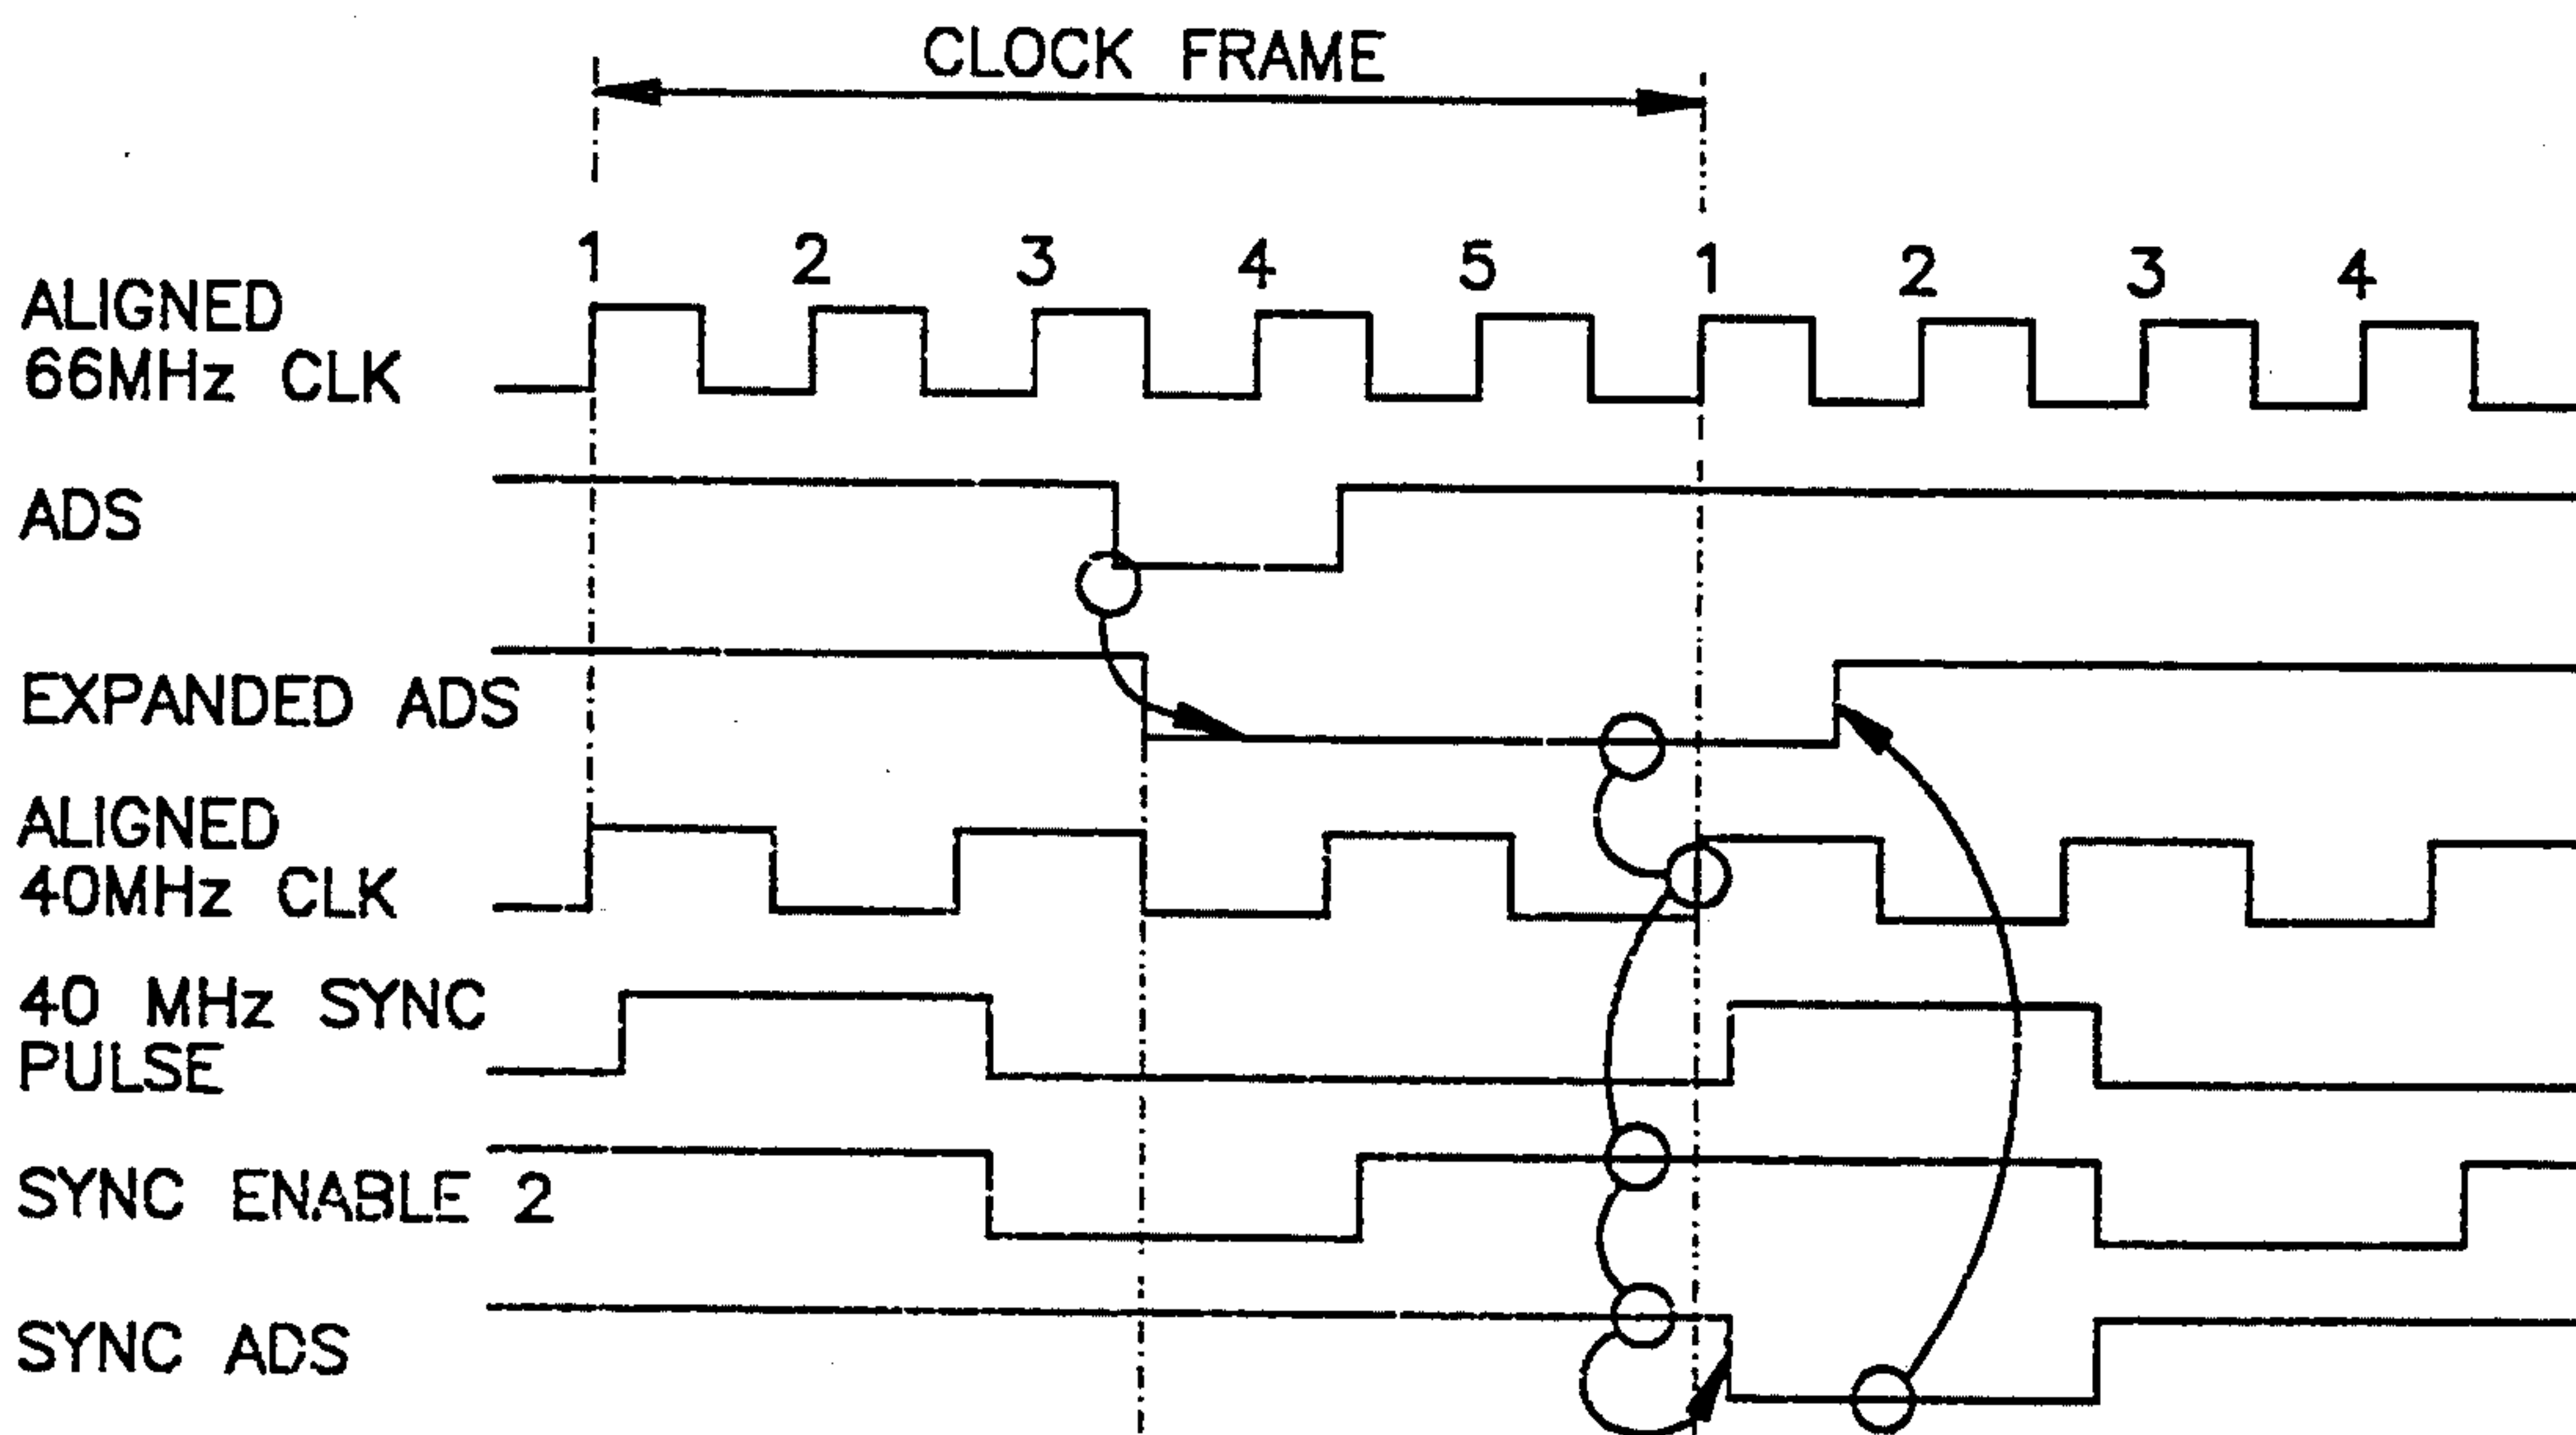 CLOCK FRAME
1 2 3 4 5 1 2 3 4
ALIGNED
66MHz CLK
ADS
EXPANDED ADS
ALIGNED
40MHz CLK
40 MHz SYNC
PULSE
SYNC ENABLE 2
SYNC ADS